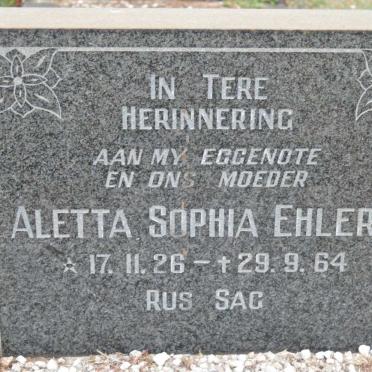 IN TERE
HERINNERING
AAN MY EGGENOTE
EN ONS MOEDER
ALETTA SOPHIA EHLER
☆ 17.11.26 – † 29.9.64
RUS SAG